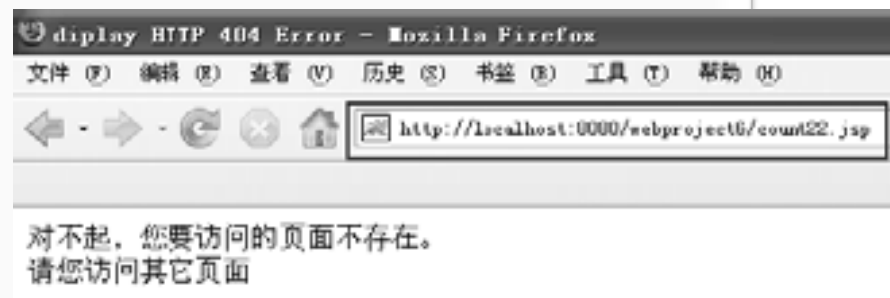 diplay HTTP 404 Error - Mozilla Firefox
文件 (F) 编辑 (E) 查看 (V) 历史 (S) 书签 (B) 工具 (T) 帮助 (H)
http://localhost:8080/webproject6/count22.jsp
对不起，您要访问的页面不存在。
请您访问其它页面